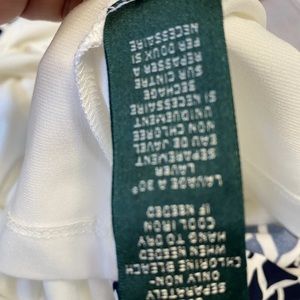 SEPARATELY
ONLY NON-
CHLORINE BLEACH
WHEN NEEDED
HANG TO DRY
COOL IRON
IF NEEDED
LAVAGE A 30°
LAVER
SEPAREMENT
EAU DE JAVEL
NON CHLOREE
UNIQUEMENT
SI NECESSAIRE
SECHAGE
SUR CINTRE
REPASSER A
FER DOUX SI
NECESSAIRE